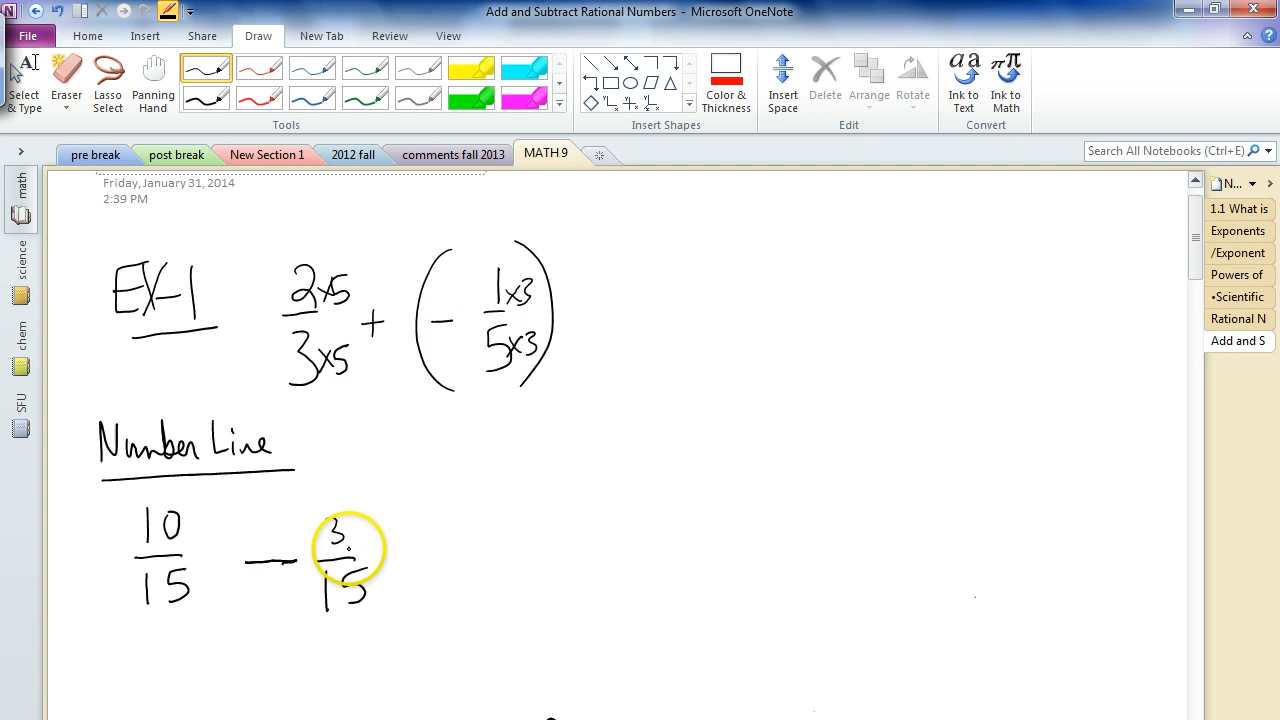 Add and Subtract Rational Numbers - Microsoft OneNote
File Home Insert Share Draw New Tab Review View
Select & Type
Eraser
Lasso Select
Panning Hand
Color & Thickness
Insert Space
Delete
Arrange
Rotate
Ink to Text
Ink to Math
Tools
Insert Shapes
Edit
Convert
pre break post break New Section 1 2012 fall comments fall 2013 MATH 9
Search All Notebooks (Ctrl+E)
math
science
chem
SFU
N...
1.1 What is
Exponents
/Exponent
Powers of
•Scientific
Rational N
Add and S
Friday, January 31, 2014
2:39 PM
EX-1
2x5 1x3
+ ( - )
3x5 5x3
Number Line
10 3
—
15 15